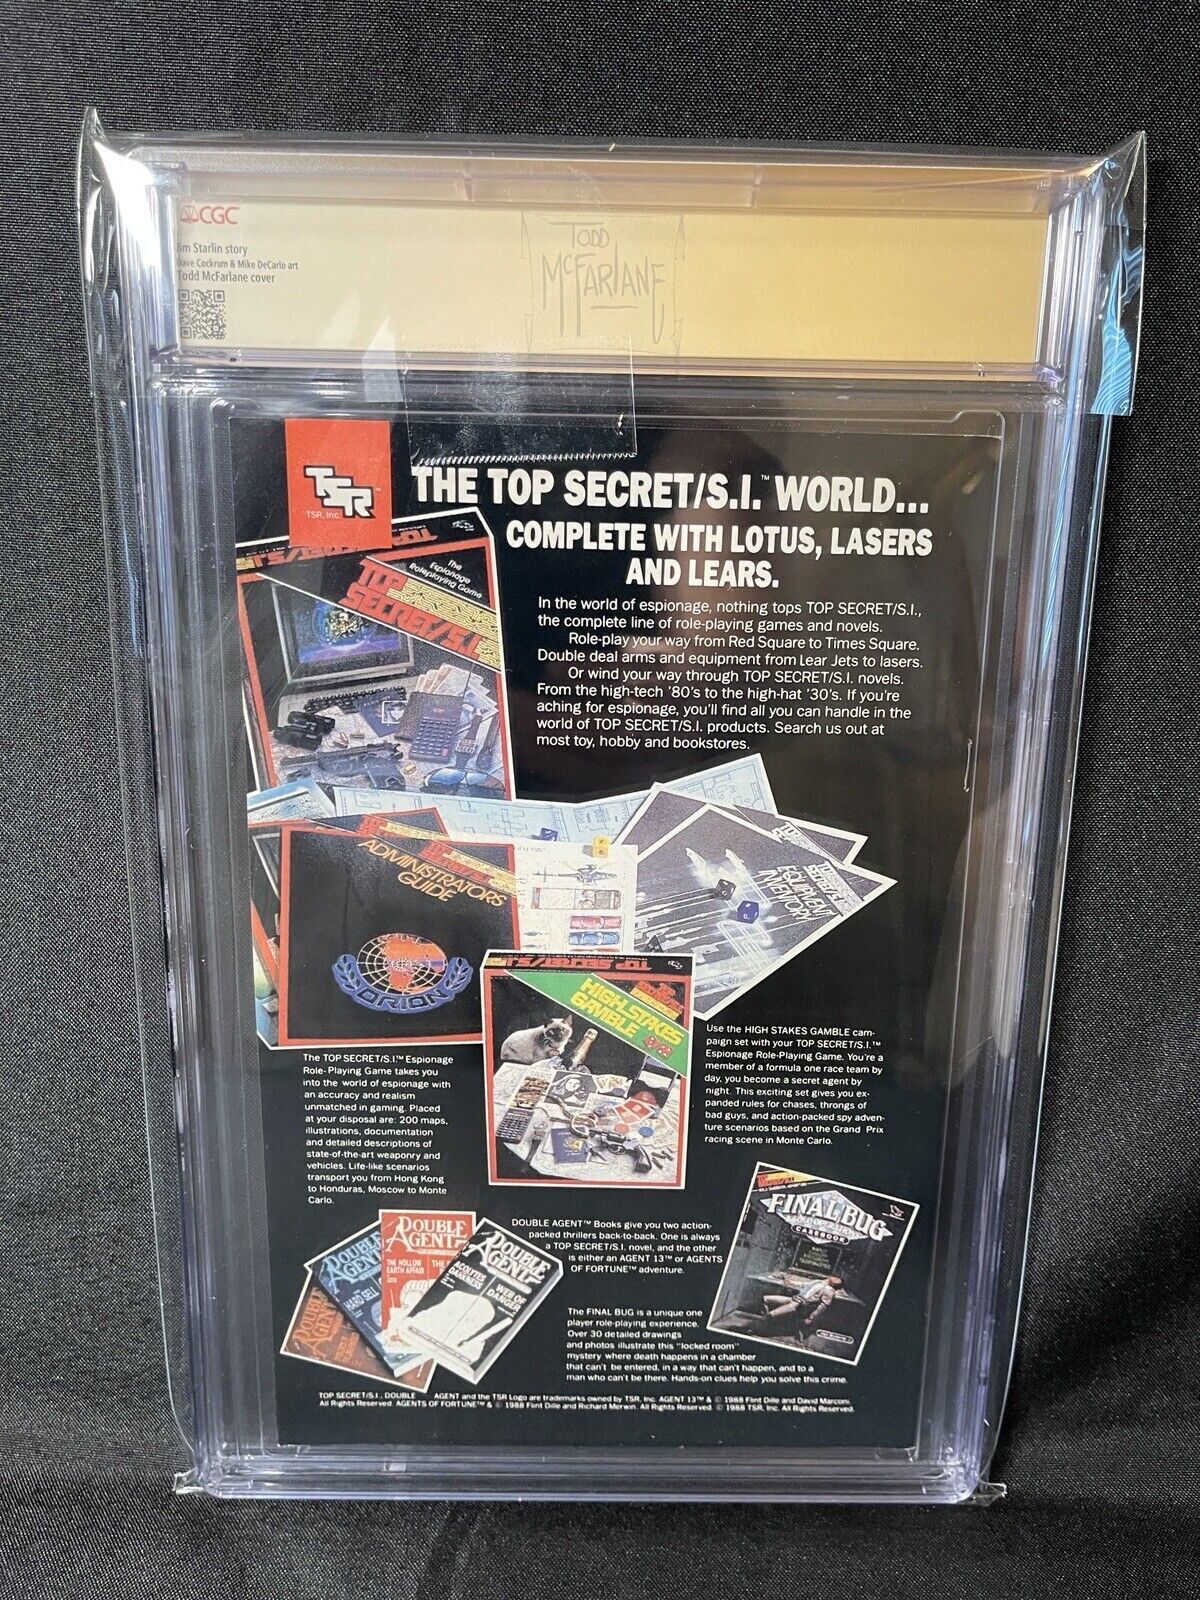 CGC
Jim Starlin story
Dave Cockrum & Mike DeCarlo art
Todd McFarlane cover
TODD
McFARLANE
TSR
TSR, Inc.
THE TOP SECRET/S.I.™ WORLD...
COMPLETE WITH LOTUS, LASERS
AND LEARS.
In the world of espionage, nothing tops TOP SECRET/S.I.,
the complete line of role-playing games and novels.
Role-play your way from Red Square to Times Square.
Double deal arms and equipment from Lear Jets to lasers.
Or wind your way through TOP SECRET/S.I. novels.
From the high-tech '80's to the high-hat '30's. If you're
aching for espionage, you'll find all you can handle in the
world of TOP SECRET/S.I. products. Search us out at
most toy, hobby and bookstores.
TOP SECRET/S.I.
The
Espionage
Roleplaying Game
TOP
SECRET/S.I.
ADMINISTRATORS
GUIDE
ORION
TOP
SECRET/S.I.
EQUIPMENT
INVENTORY
TOP SECRET/S.I.
HIGH STAKES
GAMBLE
The TOP SECRET/S.I.™ Espionage
Role-Playing Game takes you
into the world of espionage with
an accuracy and realism
unmatched in gaming. Placed
at your disposal are: 200 maps,
illustrations, documentation
and detailed descriptions of
state-of-the-art weaponry and
vehicles. Life-like scenarios
transport you from Hong Kong
to Honduras, Moscow to Monte
Carlo.
Use the HIGH STAKES GAMBLE cam-
paign set with your TOP SECRET/S.I.™
Espionage Role-Playing Game. You're a
member of a formula one race team by
day, you become a secret agent by
night. This exciting set gives you ex-
panded rules for chases, throngs of
bad guys, and action-packed spy adven-
ture scenarios based on the Grand Prix
racing scene in Monte Carlo.
DOUBLE AGENT™ Books give you two action-
packed thrillers back-to-back. One is always
a TOP SECRET/S.I. novel, and the other
is either an AGENT 13™ or AGENTS
OF FORTUNE™ adventure.
FINAL BUG
CASEBOOK
DOUBLE
AGENT
THE HOLLOW
EARTH AFFAIR
DOUBLE
AGENT
HARD SELL
DOUBLE
AGENT
ACOLYTES
DARKNESS
WEB OF
DANGER
DOUBLE
AGENT
The FINAL BUG is a unique one
player role-playing experience.
Over 30 detailed drawings
and photos illustrate this "locked room"
mystery where death happens in a chamber
that can't be entered, in a way that can't happen, and to a
man who can't be there. Hands-on clues help you solve this crime.
TOP SECRET/S.I., DOUBLE AGENT and the TSR Logo are trademarks owned by TSR, Inc. AGENT 13™ & © 1988 Flint Dille and David Marconi.
All Rights Reserved. AGENTS OF FORTUNE™ & © 1988 Flint Dille and Richard Merwin. All Rights Reserved. © 1988 TSR, Inc. All Rights Reserved.